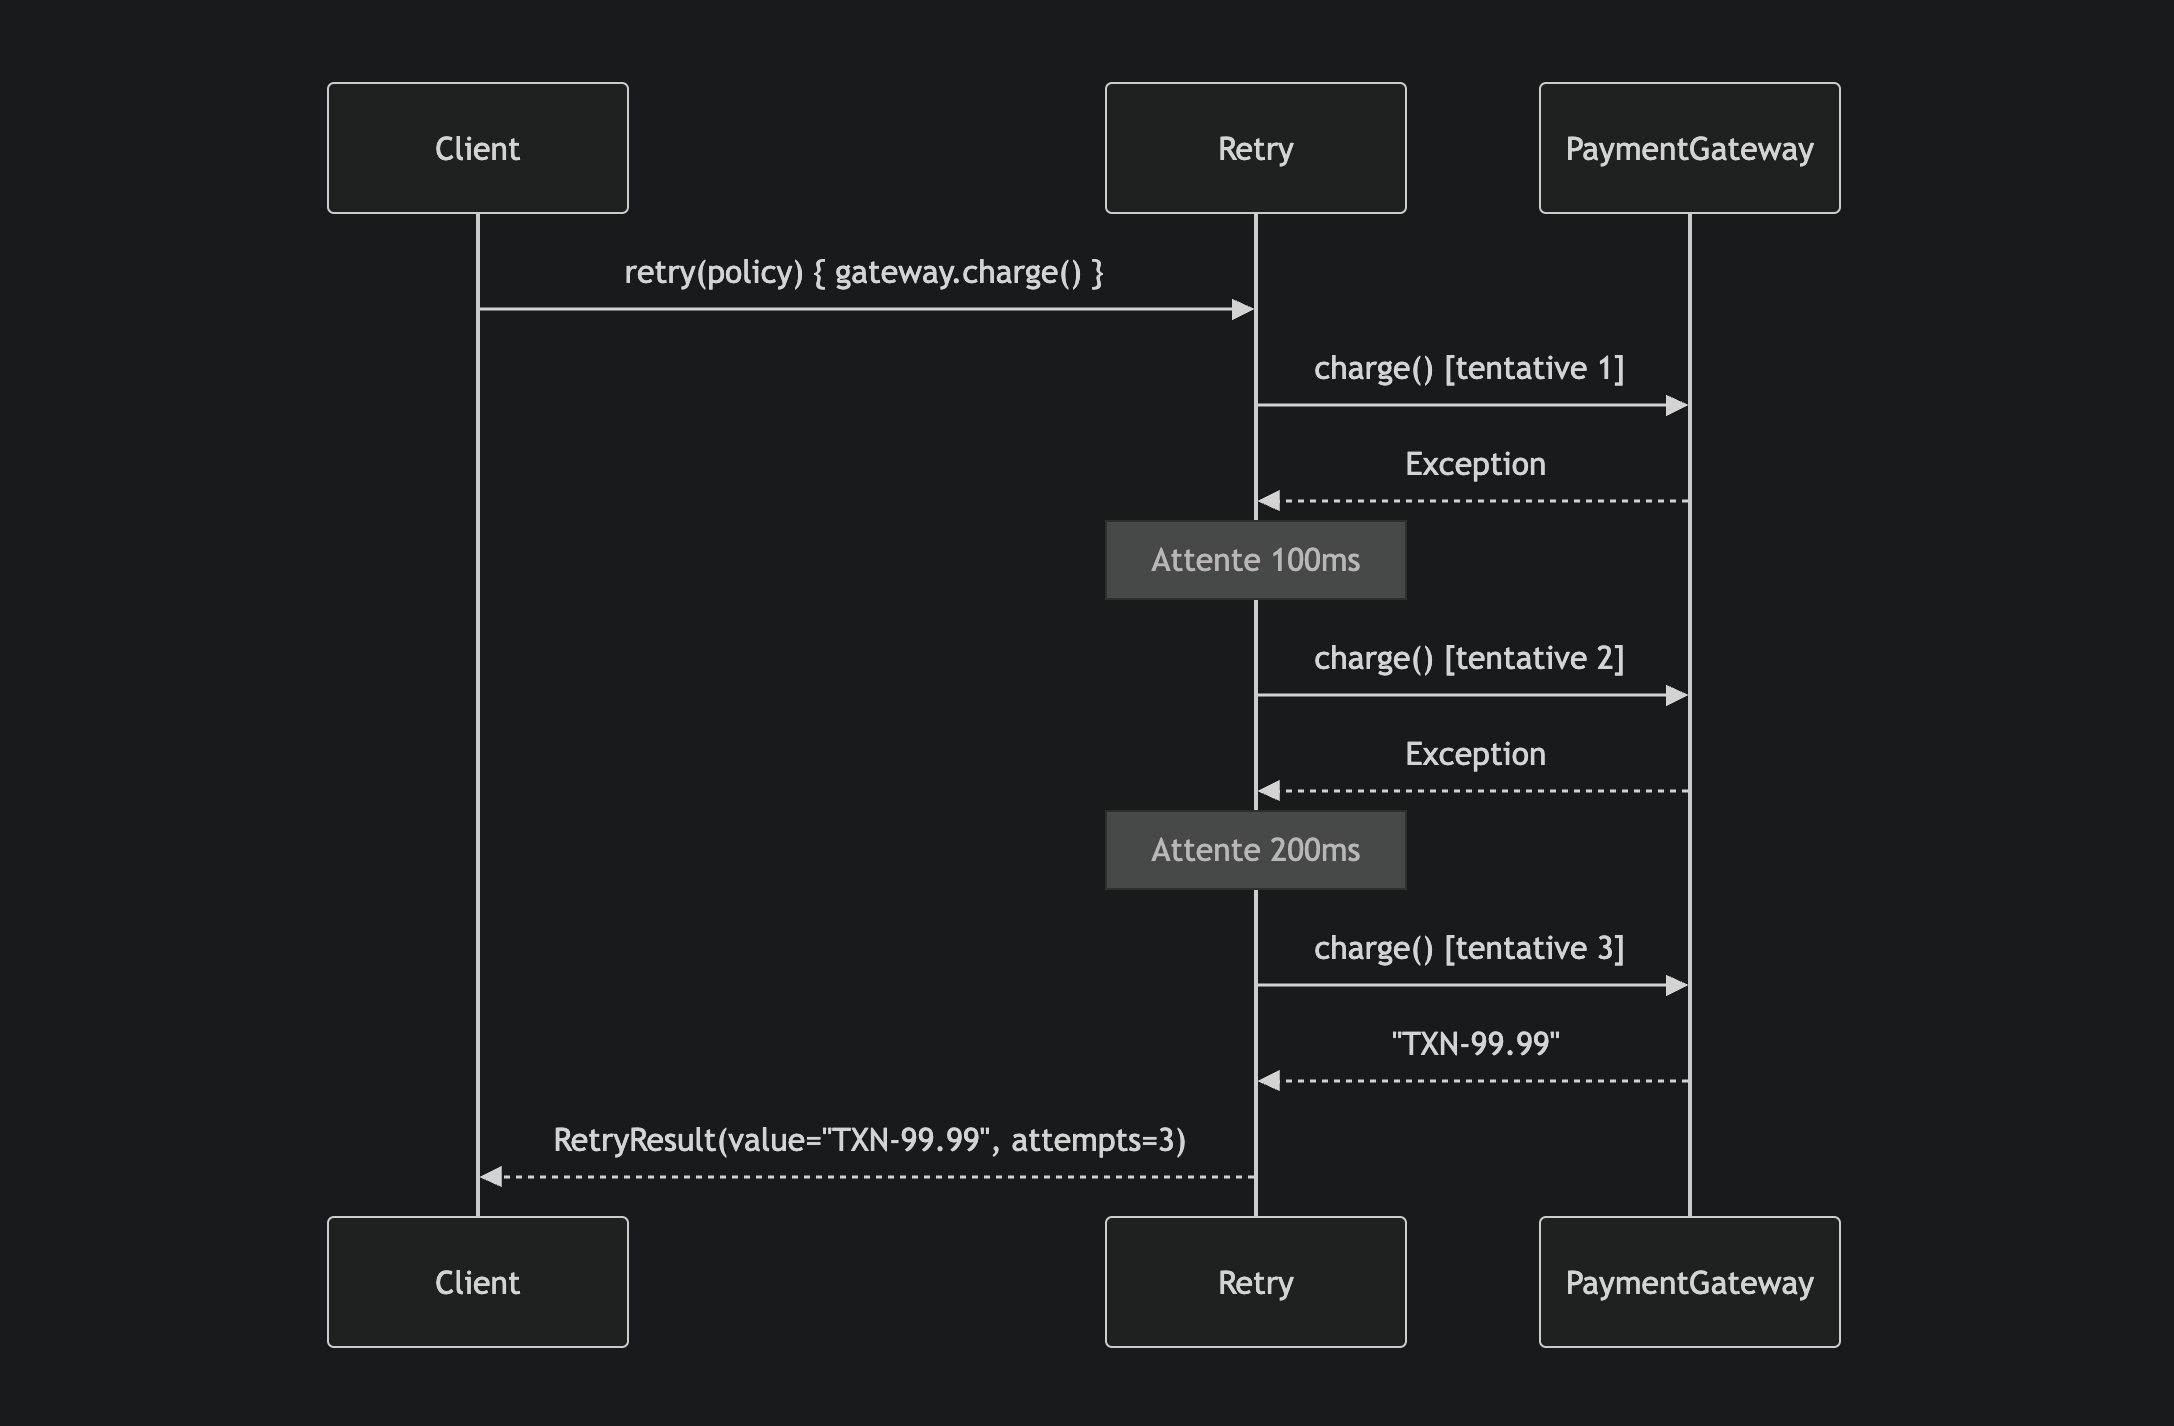 Client
Retry
PaymentGateway
retry(policy) { gateway.charge() }
charge() [tentative 1]
Exception
Attente 100ms
charge() [tentative 2]
Exception
Attente 200ms
charge() [tentative 3]
"TXN-99.99"
RetryResult(value="TXN-99.99", attempts=3)
Client
Retry
PaymentGateway